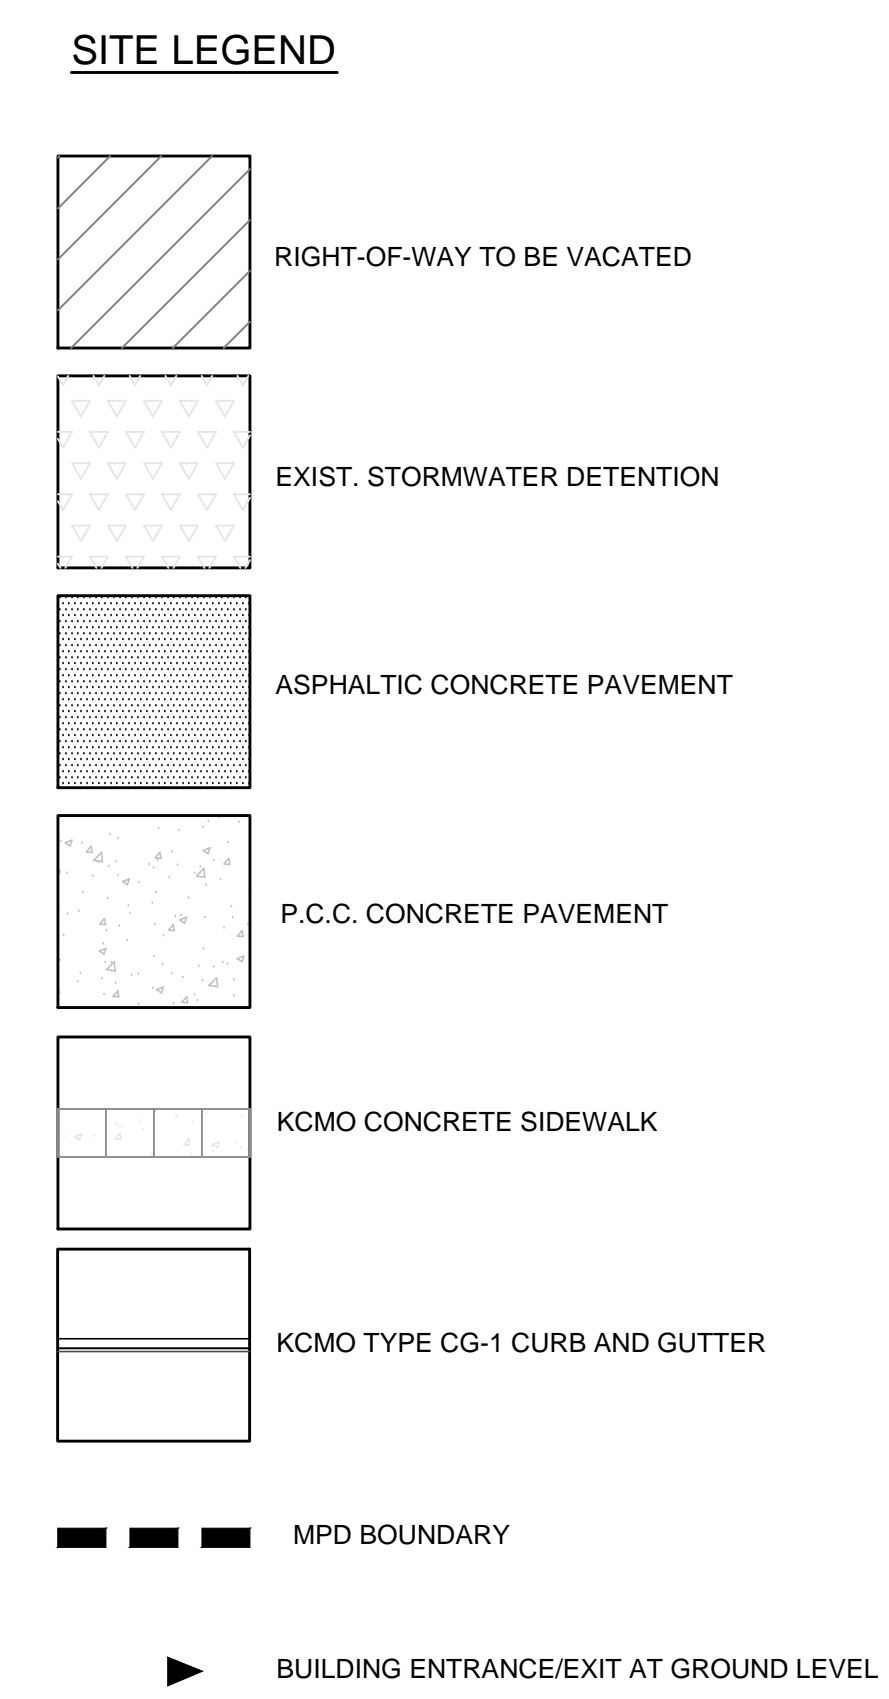 SITE LEGEND
RIGHT-OF-WAY TO BE VACATED
EXIST. STORMWATER DETENTION
ASPHALTIC CONCRETE PAVEMENT
P.C.C. CONCRETE PAVEMENT
KCMO CONCRETE SIDEWALK
KCMO TYPE CG-1 CURB AND GUTTER
MPD BOUNDARY
BUILDING ENTRANCE/EXIT AT GROUND LEVEL